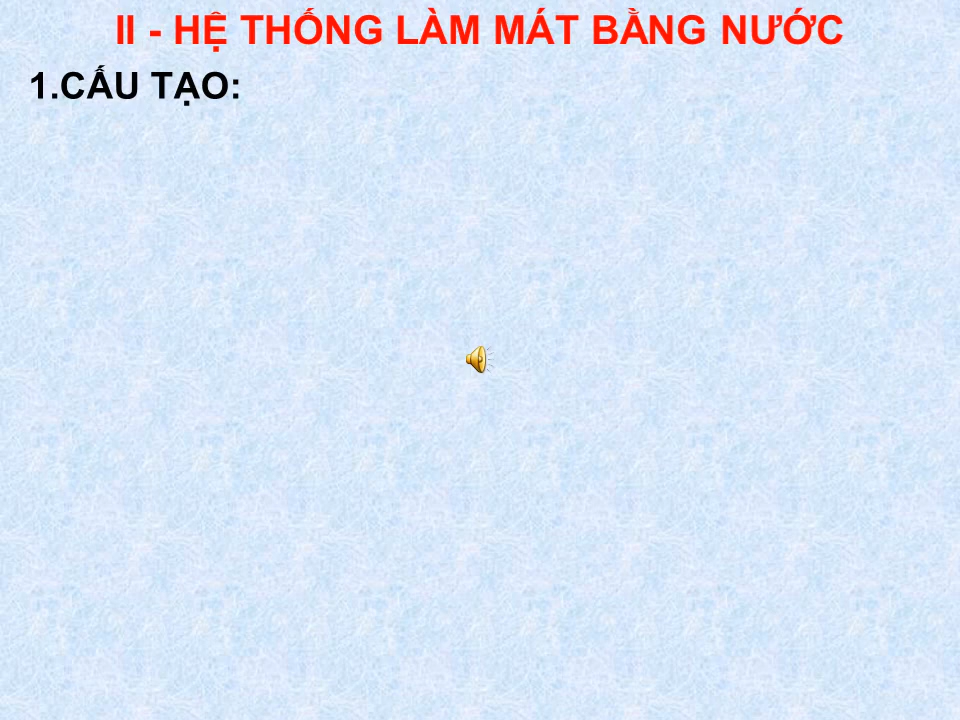 II - HỆ THỐNG LÀM MÁT BẰNG NƯỚC
1.CẤU TẠO: